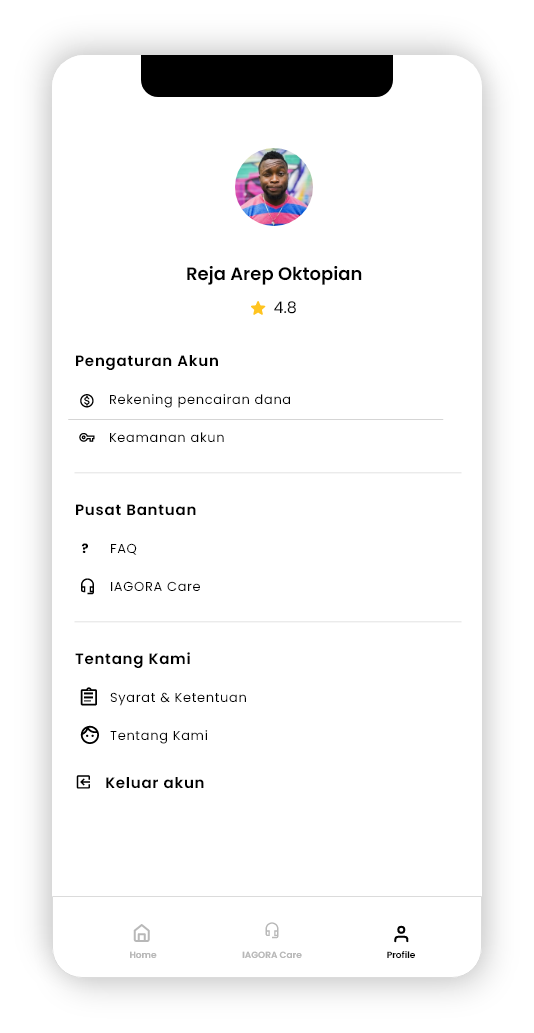 Reja Arep Oktopian
4.8
Pengaturan Akun
Rekening pencairan dana
Keamanan akun
Pusat Bantuan
? FAQ
IAGORA Care
Tentang Kami
Syarat & Ketentuan
Tentang Kami
Keluar akun
Home IAGORA Care Profile